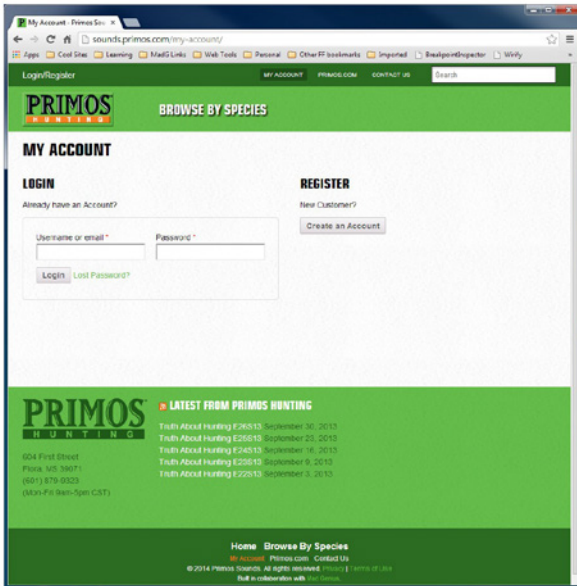 My Account - Primos Sou
sounds.primos.com/my-account/
Apps Cool Sites Learning MadG Links Web Tools Personal Other FF bookmarks Imported BreakpointInspector Winify
Login/Register MY ACCOUNT PRIMOS.COM CONTACT US Search
PRIMOS
HUNTING
BROWSE BY SPECIES
MY ACCOUNT
LOGIN
Already have an Account?
Username or email *
Password *
Login Lost Password?
REGISTER
New Customer?
Create an Account
PRIMOS
HUNTING
604 First Street
Flora, MS 39071
(601) 879-9323
(Mon-Fri 8am-5pm CST)
LATEST FROM PRIMOS HUNTING
Truth About Hunting E26S13 September 30, 2013
Truth About Hunting E25S13 September 23, 2013
Truth About Hunting E24S13 September 16, 2013
Truth About Hunting E23S13 September 9, 2013
Truth About Hunting E22S13 September 3, 2013
Home Browse By Species
My Account Primos.com Contact Us
© 2014 Primos Sounds. All rights reserved. Privacy | Terms of Use
Built in collaboration with Mad Genius.